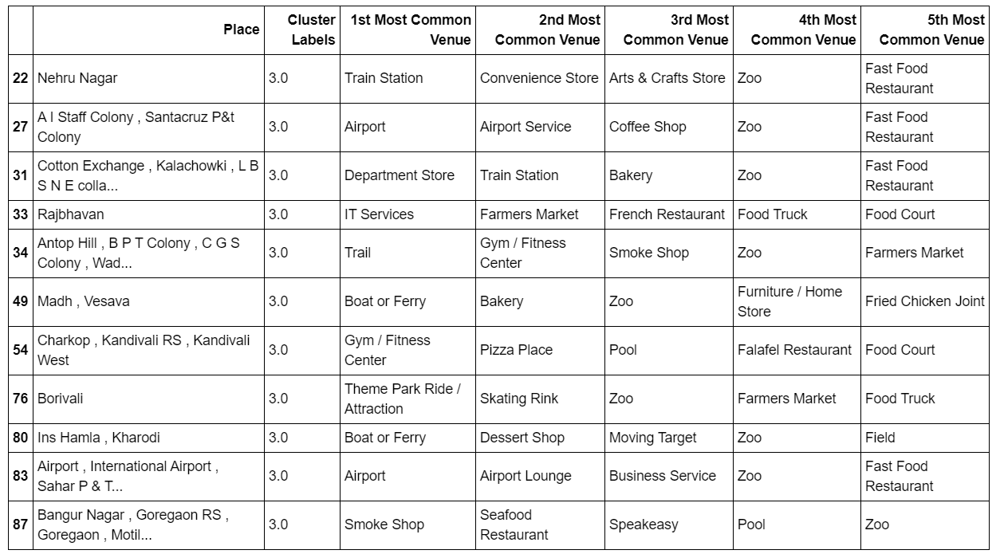 Place Cluster Labels 1st Most Common Venue 2nd Most Common Venue 3rd Most Common Venue 4th Most Common Venue 5th Most Common Venue
22 Nehru Nagar 3.0 Train Station Convenience Store Arts & Crafts Store Zoo Fast Food Restaurant
27 A I Staff Colony , Santacruz P&t Colony 3.0 Airport Airport Service Coffee Shop Zoo Fast Food Restaurant
31 Cotton Exchange , Kalachowki , L B S N E colla... 3.0 Department Store Train Station Bakery Zoo Fast Food Restaurant
33 Rajbhavan 3.0 IT Services Farmers Market French Restaurant Food Truck Food Court
34 Antop Hill , B P T Colony , C G S Colony , Wad... 3.0 Trail Gym / Fitness Center Smoke Shop Zoo Farmers Market
49 Madh , Vesava 3.0 Boat or Ferry Bakery Zoo Furniture / Home Store Fried Chicken Joint
54 Charkop , Kandivali RS , Kandivali West 3.0 Gym / Fitness Center Pizza Place Pool Falafel Restaurant Food Court
76 Borivali 3.0 Theme Park Ride / Attraction Skating Rink Zoo Farmers Market Food Truck
80 Ins Hamla , Kharodi 3.0 Boat or Ferry Dessert Shop Moving Target Zoo Field
83 Airport , International Airport , Sahar P & T... 3.0 Airport Airport Lounge Business Service Zoo Fast Food Restaurant
87 Bangur Nagar , Goregaon RS , Goregaon , Motil... 3.0 Smoke Shop Seafood Restaurant Speakeasy Pool Zoo